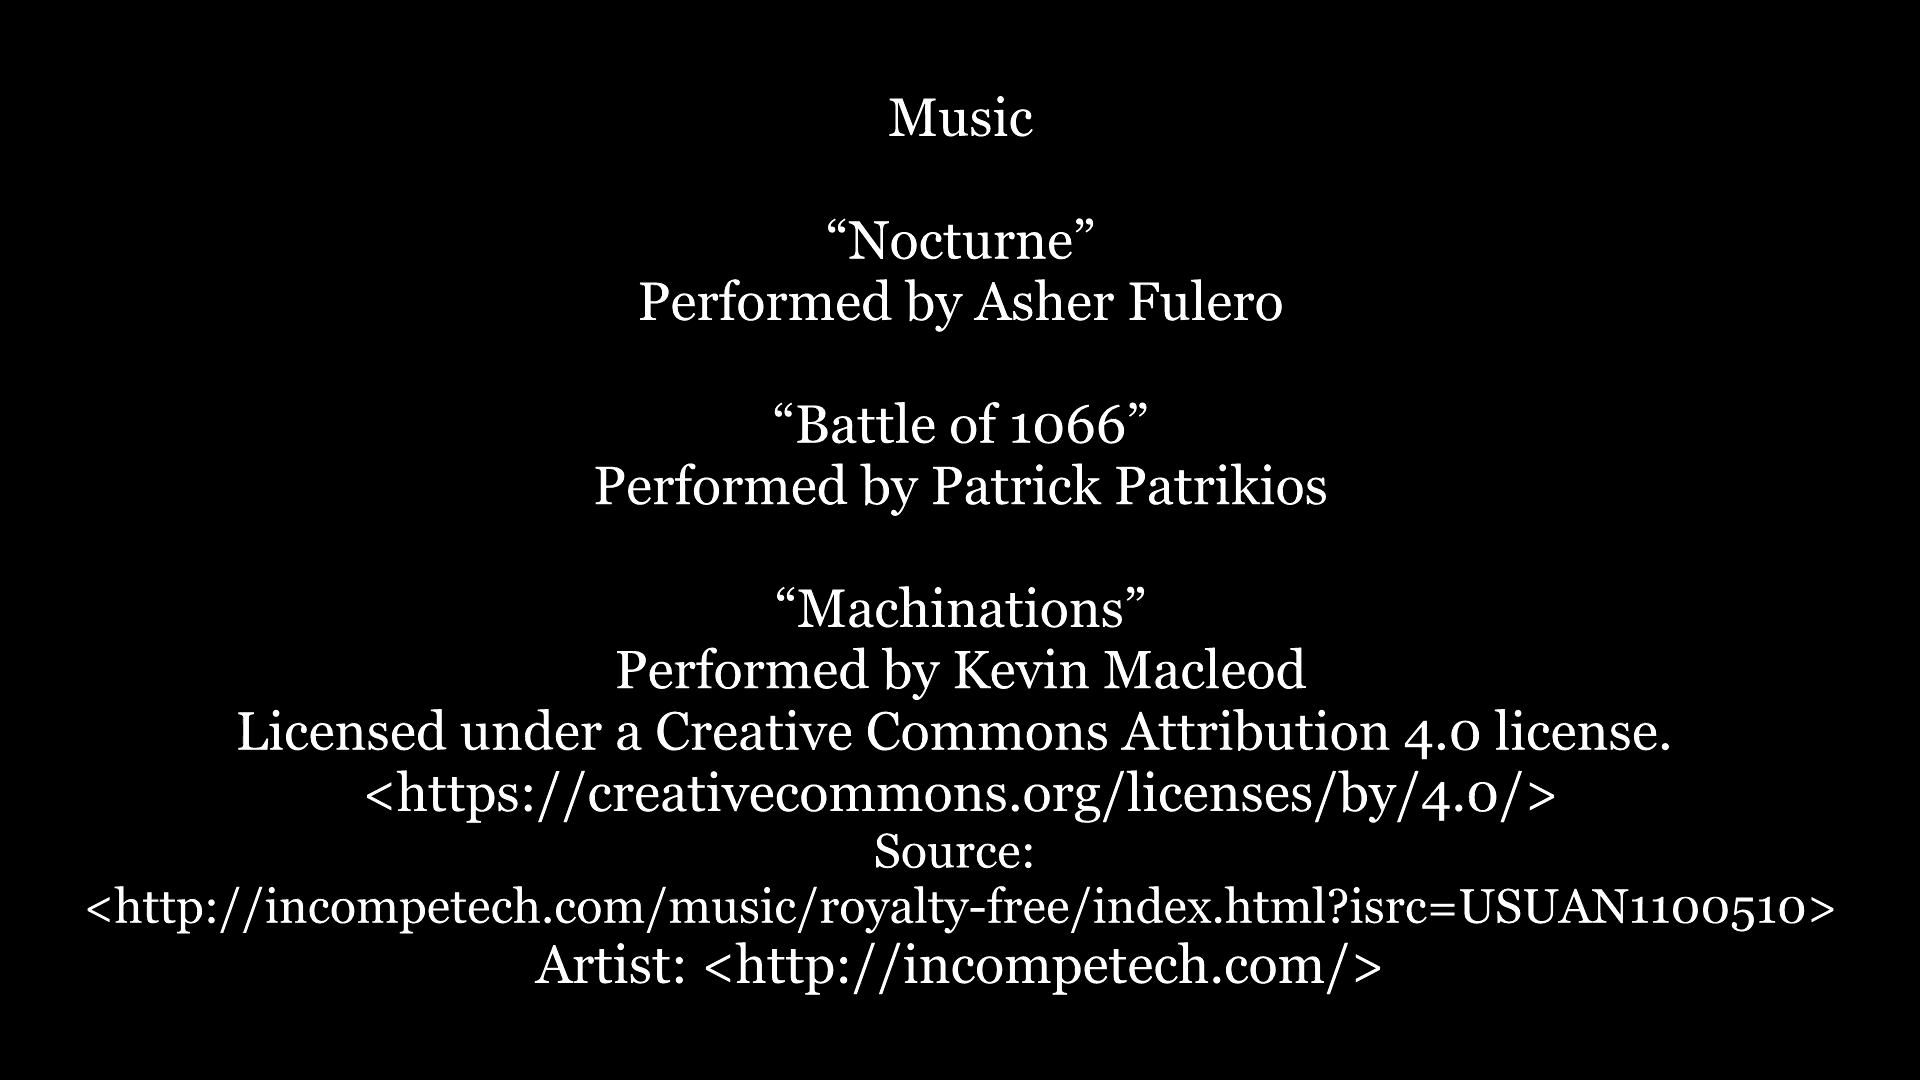 Music
“Nocturne”
Performed by Asher Fulero
“Battle of 1066”
Performed by Patrick Patrikios
“Machinations”
Performed by Kevin Macleod
Licensed under a Creative Commons Attribution 4.0 license.
<https://creativecommons.org/licenses/by/4.0/>
Source:
<http://incompetech.com/music/royalty-free/index.html?isrc=USUAN1100510>
Artist: <http://incompetech.com/>